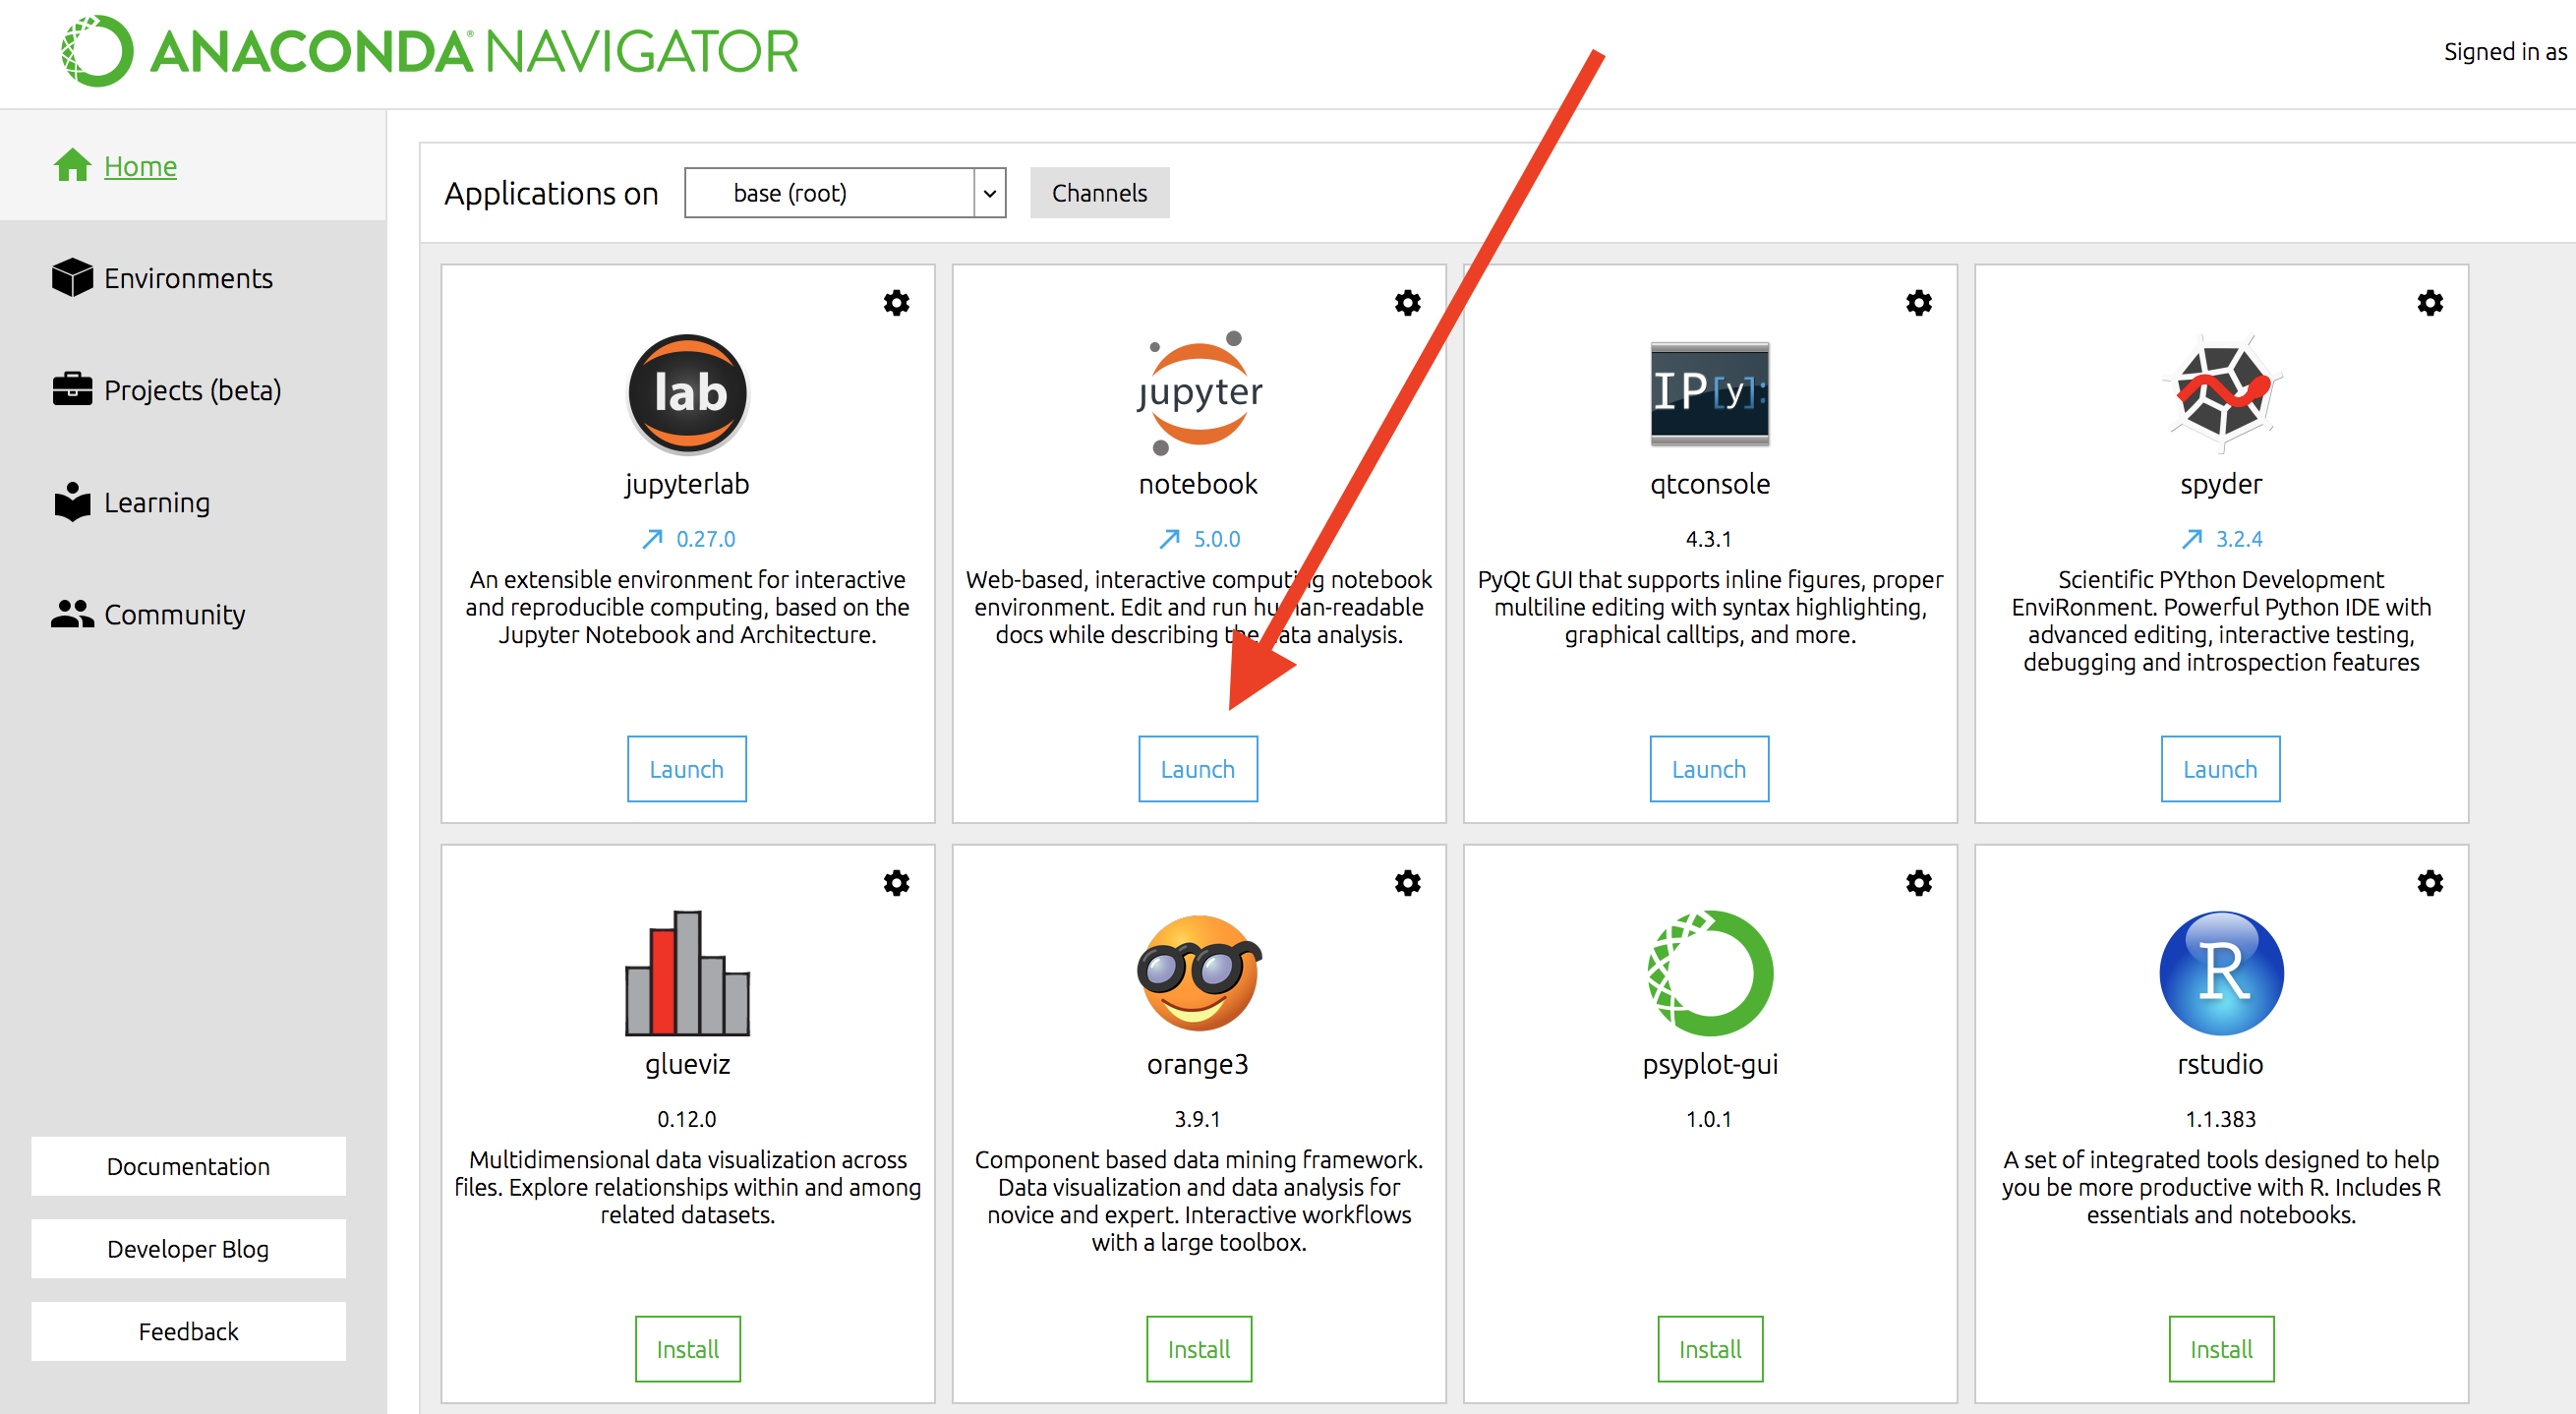 ANACONDA® NAVIGATOR
Signed in as
Home
Environments
Projects (beta)
Learning
Community
Documentation
Developer Blog
Feedback
Applications on
base (root)
Channels
lab
jupyterlab
0.27.0
An extensible environment for interactive
and reproducible computing, based on the
Jupyter Notebook and Architecture.
Launch
jupyter
notebook
5.0.0
Web-based, interactive computing notebook
environment. Edit and run human-readable
docs while describing the data analysis.
Launch
IP[y]:
qtconsole
4.3.1
PyQt GUI that supports inline figures, proper
multiline editing with syntax highlighting,
graphical calltips, and more.
Launch
spyder
3.2.4
Scientific PYthon Development
EnviRonment. Powerful Python IDE with
advanced editing, interactive testing,
debugging and introspection features
Launch
glueviz
0.12.0
Multidimensional data visualization across
files. Explore relationships within and among
related datasets.
Install
orange3
3.9.1
Component based data mining framework.
Data visualization and data analysis for
novice and expert. Interactive workflows
with a large toolbox.
Install
psyplot-gui
1.0.1
Install
R
rstudio
1.1.383
A set of integrated tools designed to help
you be more productive with R. Includes R
essentials and notebooks.
Install